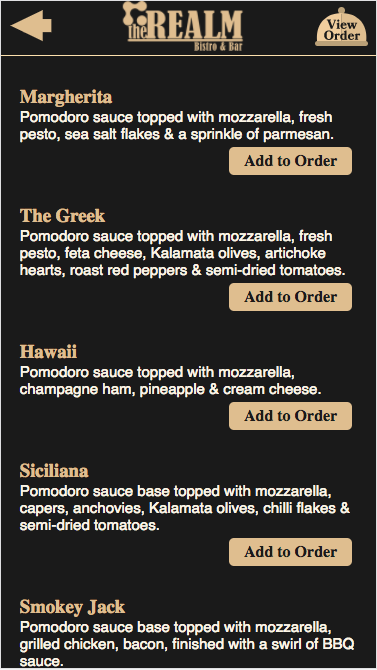 the REALM
Bistro & Bar
View
Order
Margherita
Pomodoro sauce topped with mozzarella, fresh
pesto, sea salt flakes & a sprinkle of parmesan.
Add to Order
The Greek
Pomodoro sauce topped with mozzarella, fresh
pesto, feta cheese, Kalamata olives, artichoke
hearts, roast red peppers & semi-dried tomatoes.
Add to Order
Hawaii
Pomodoro sauce topped with mozzarella,
champagne ham, pineapple & cream cheese.
Add to Order
Siciliana
Pomodoro sauce base topped with mozzarella,
capers, anchovies, Kalamata olives, chilli flakes &
semi-dried tomatoes.
Add to Order
Smokey Jack
Pomodoro sauce base topped with mozzarella,
grilled chicken, bacon, finished with a swirl of BBQ
sauce.